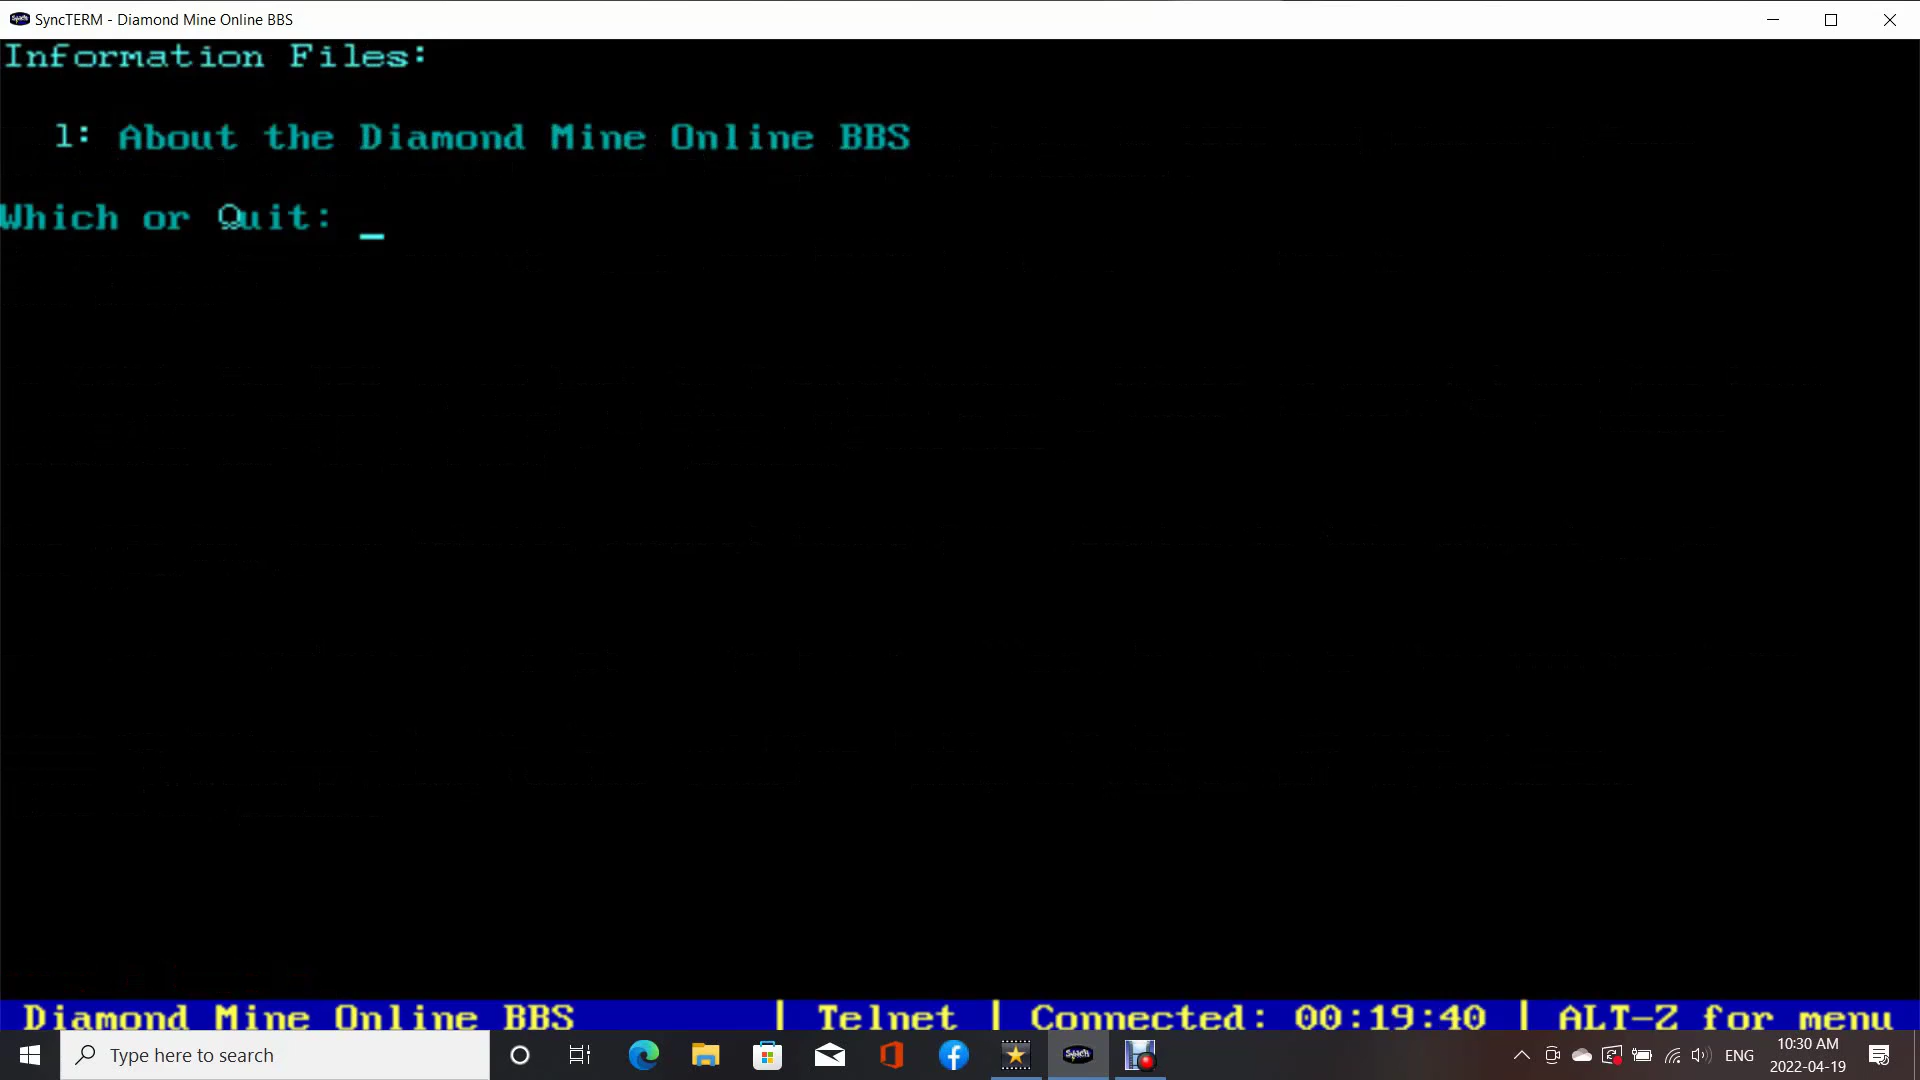 SyncTERM - Diamond Mine Online BBS
Information Files:
1: About the Diamond Mine Online BBS
Which or Quit: _
Diamond Mine Online BBS | Telnet | Connected: 00:19:40 | ALT-Z for menu
Type here to search
ENG
10:30 AM
2022-04-19